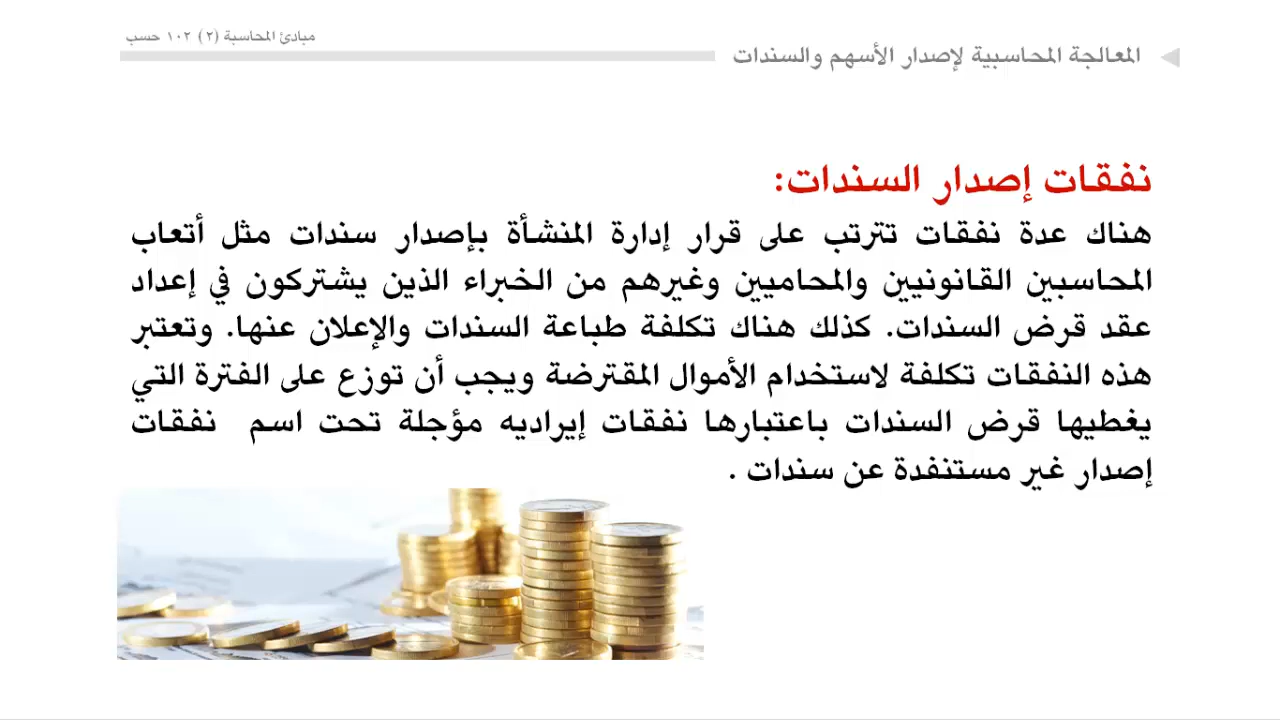 مبادئ المحاسبة (٢) ١٠٢ حسب
المعالجة المحاسبية لإصدار الأسهم والسندات
نفقات إصدار السندات:
هناك عدة نفقات تترتب على قرار إدارة المنشأة بإصدار سندات مثل أتعاب
المحاسبين القانونيين والمحاميين وغيرهم من الخبراء الذين يشتركون في إعداد
عقد قرض السندات. كذلك هناك تكلفة طباعة السندات والإعلان عنها. وتعتبر
هذه النفقات تكلفة لاستخدام الأموال المقترضة ويجب أن توزع على الفترة التي
يغطيها قرض السندات باعتبارها نفقات إيراديه مؤجلة تحت اسم نفقات
إصدار غير مستنفدة عن سندات .